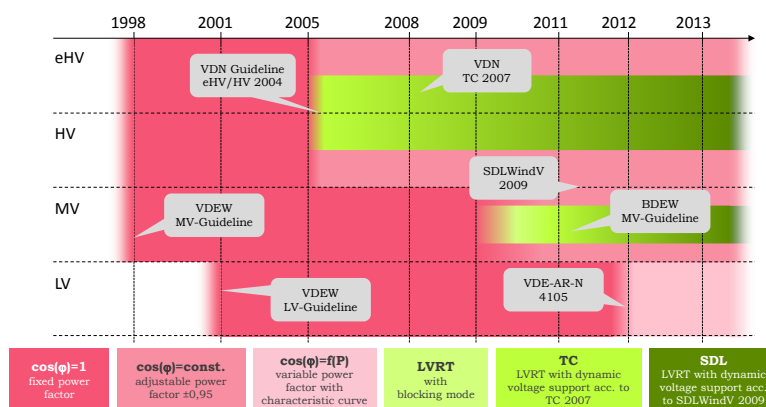 1998 2001 2005 2008 2009 2011 2012 2013
eHV
VDN Guideline
eHV/HV 2004
VDN
TC 2007
HV
SDLWindV
2009
MV
VDEW
MV-Guideline
BDEW
MV-Guideline
LV
VDEW
LV-Guideline
VDE-AR-N
4105
cos(φ)=1
fixed power
factor
cos(φ)=const.
adjustable power
factor ±0,95
cos(φ)=f(P)
variable power
factor with
characteristic curve
LVRT
with
blocking mode
TC
LVRT with dynamic
voltage support acc. to
TC 2007
SDL
LVRT with dynamic
voltage support acc.
to SDLWindV 2009